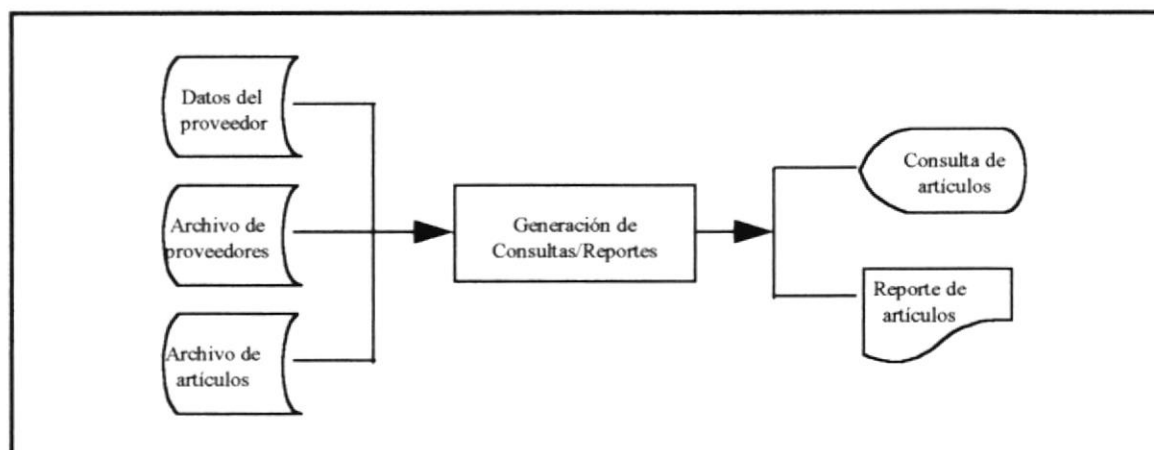 Datos del
proveedor
Archivo de
proveedores
Archivo de
artículos
Generación de
Consultas/Reportes
Consulta de
artículos
Reporte de
artículos